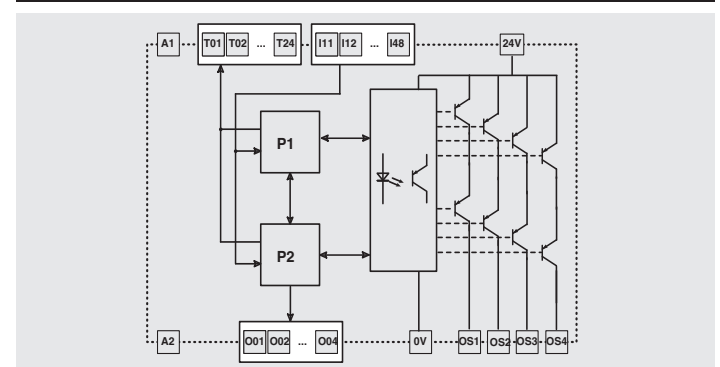 A1 T01 T02 ... T24 I11 I12 ... I48 24V
P1
P2
A2 O01 O02 ... O04 0V OS1 OS2 OS3 OS4